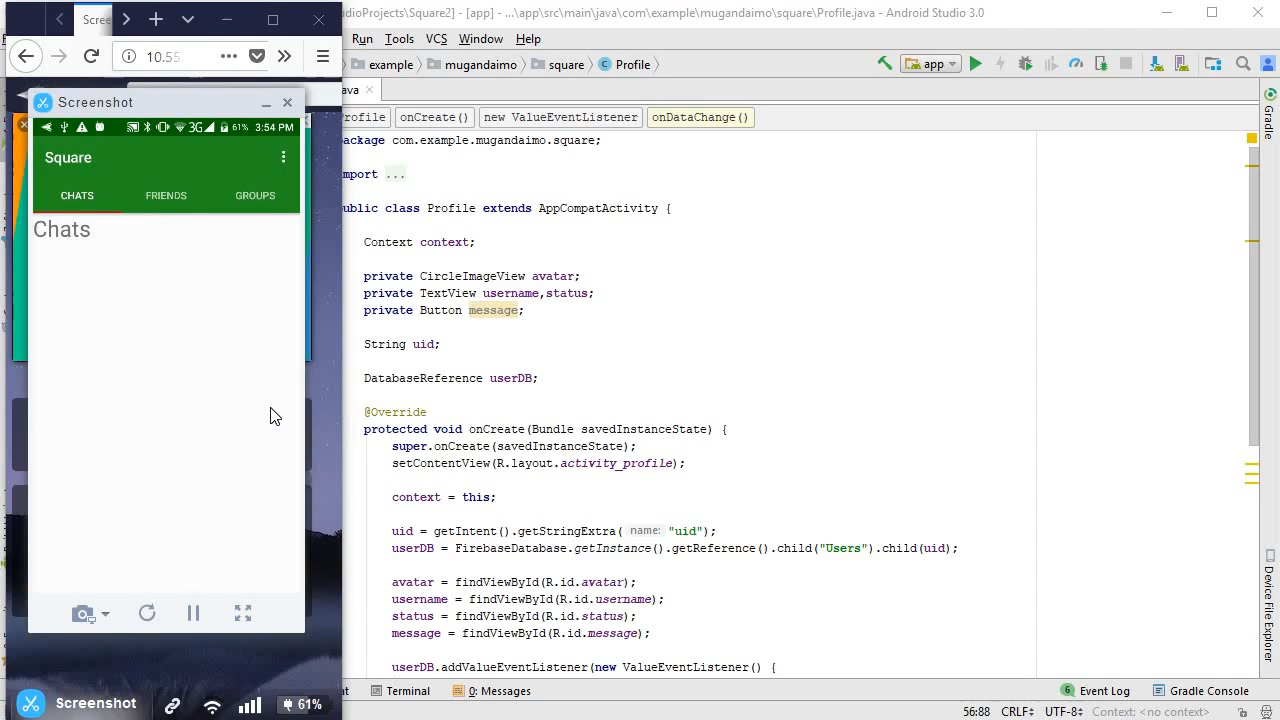 Scree
udioProjects\Square2] - [app] - ...\src\main\java\com\example\mugandaimo\square\Profile.java - Android Studio 3.0
Run Tools VCS Window Help
10.55
example mugandaimo square Profile
app
ava
Screenshot
Profile onCreate() new ValueEventListener onDataChange()
61% 3:54 PM
3G
Square
CHATS FRIENDS GROUPS
Chats
package com.example.mugandaimo.square;
import ...
public class Profile extends AppCompatActivity {
Context context;
private CircleImageView avatar;
private TextView username,status;
private Button message;
String uid;
DatabaseReference userDB;
@Override
protected void onCreate(Bundle savedInstanceState) {
super.onCreate(savedInstanceState);
setContentView(R.layout.activity_profile);
context = this;
uid = getIntent().getStringExtra( name: "uid");
userDB = FirebaseDatabase.getInstance().getReference().child("Users").child(uid);
avatar = findViewById(R.id.avatar);
username = findViewById(R.id.username);
status = findViewById(R.id.status);
message = findViewById(R.id.message);
userDB.addValueEventListener(new ValueEventListener() {
Gradle
Device File Explorer
Terminal 0: Messages Event Log Gradle Console
Screenshot 61%
56:88 CRLF UTF-8 Context: <no context>